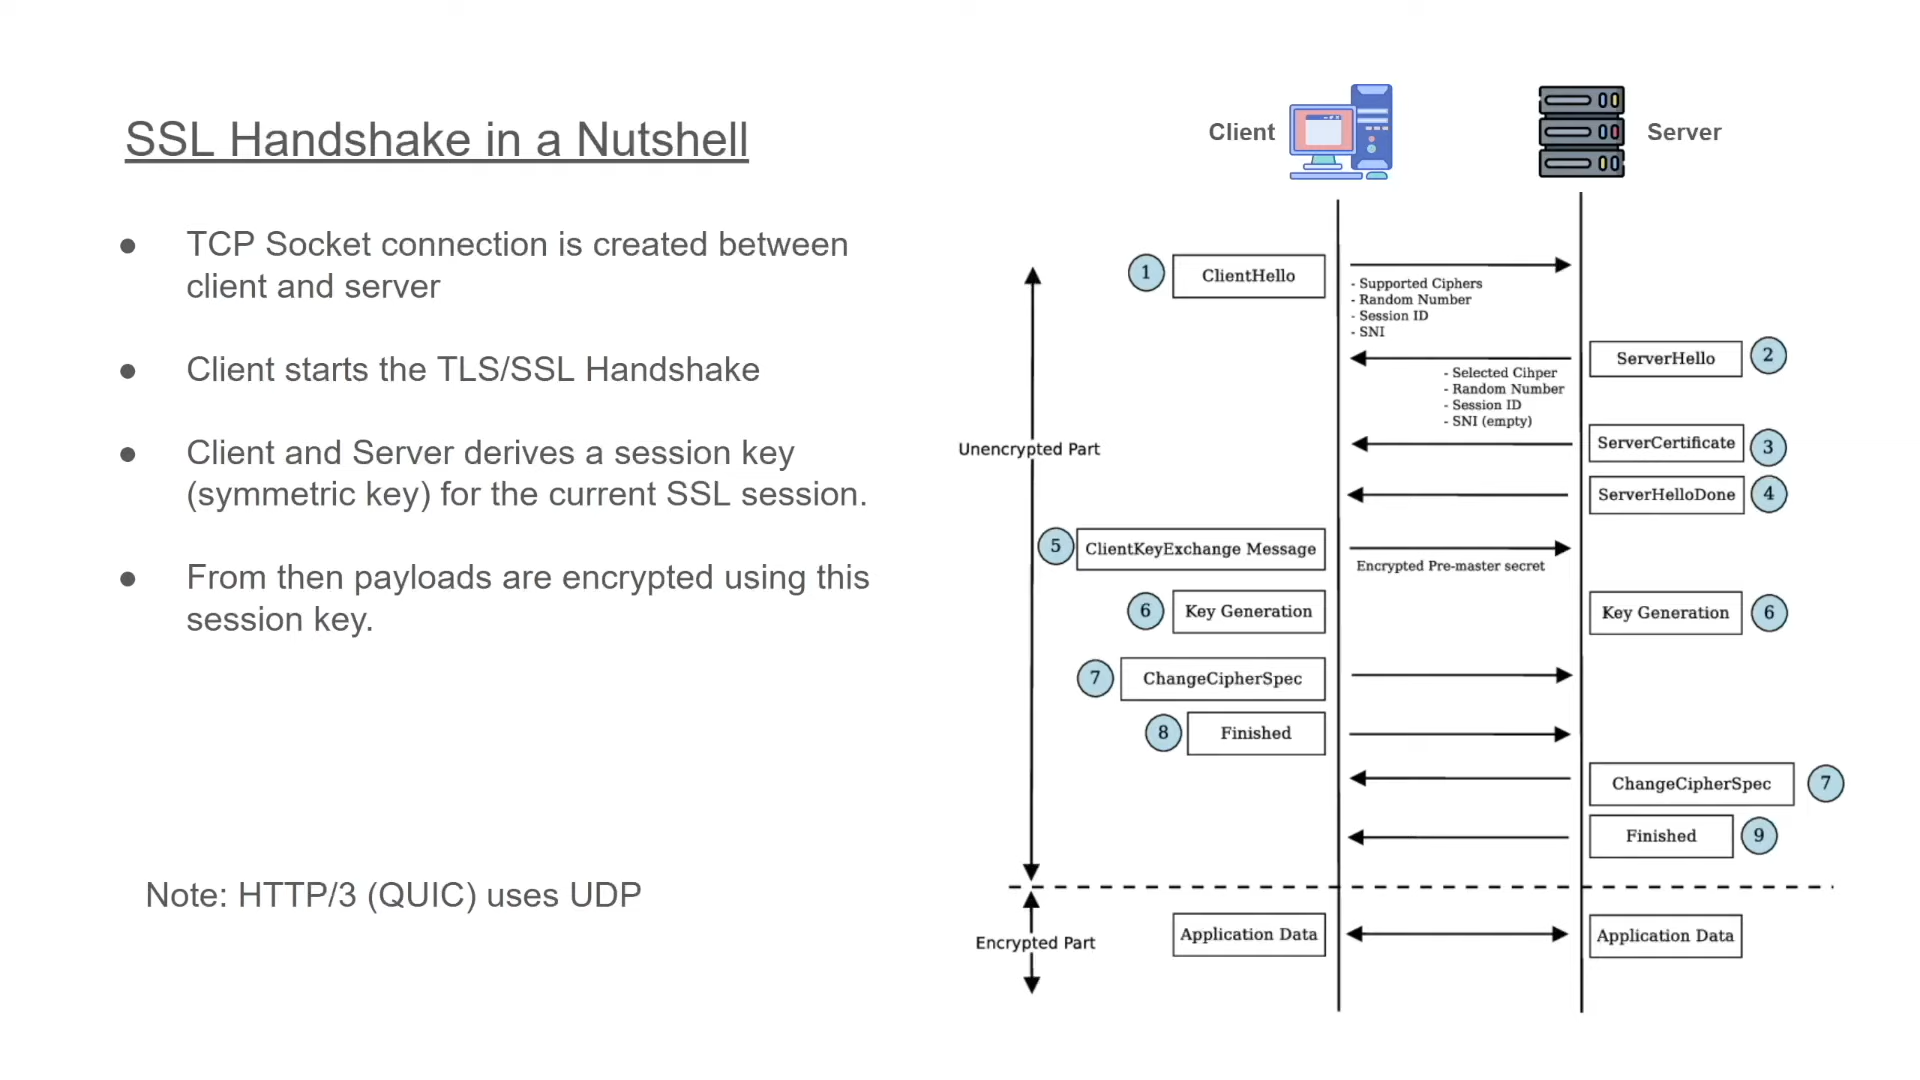 SSL Handshake in a Nutshell
● TCP Socket connection is created between
client and server
● Client starts the TLS/SSL Handshake
● Client and Server derives a session key
(symmetric key) for the current SSL session.
● From then payloads are encrypted using this
session key.
Note: HTTP/3 (QUIC) uses UDP
Client
Server
1 ClientHello
- Supported Ciphers
- Random Number
- Session ID
- SNI
ServerHello 2
- Selected Cihper
- Random Number
- Session ID
- SNI (empty)
Unencrypted Part
ServerCertificate 3
ServerHelloDone 4
5 ClientKeyExchange Message
Encrypted Pre-master secret
6 Key Generation
Key Generation 6
7 ChangeCipherSpec
8 Finished
ChangeCipherSpec 7
Finished 9
Encrypted Part
Application Data
Application Data